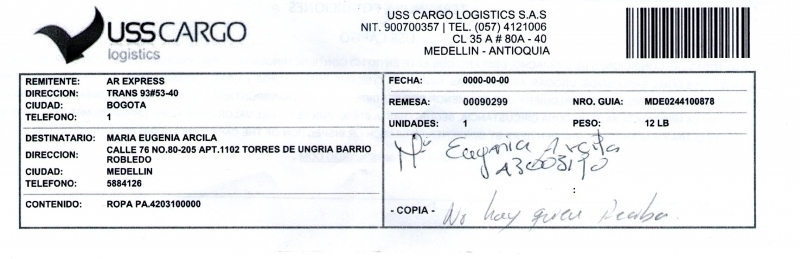 USSCARGO
logistics
USS CARGO LOGISTICS S.A.S
NIT. 900700357 | TEL. (057) 4121006
CL 35 A # 80A - 40
MEDELLIN - ANTIOQUIA
REMITENTE: AR EXPRESS
DIRECCION: TRANS 93#53-40
CIUDAD: BOGOTA
TELEFONO: 1
DESTINATARIO: MARIA EUGENIA ARCILA
DIRECCION: CALLE 76 NO.80-205 APT.1102 TORRES DE UNGRIA BARRIO
ROBLEDO
CIUDAD: MEDELLIN
TELEFONO: 5884126
CONTENIDO: ROPA PA.4203100000
FECHA: 0000-00-00
REMESA: 00090299 NRO. GUIA: MDE0244100878
UNIDADES: 1 PESO: 12 LB
Mª Eugenia Arcila
- COPIA - No hay quien reciba.